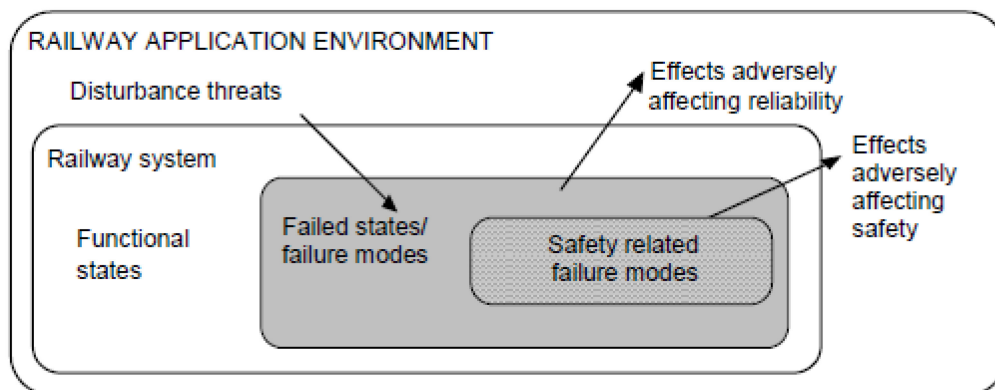 RAILWAY APPLICATION ENVIRONMENT
Disturbance threats
Effects adversely
affecting reliability
Railway system
Effects
adversely
affecting
safety
Functional
states
Failed states/
failure modes
Safety related
failure modes